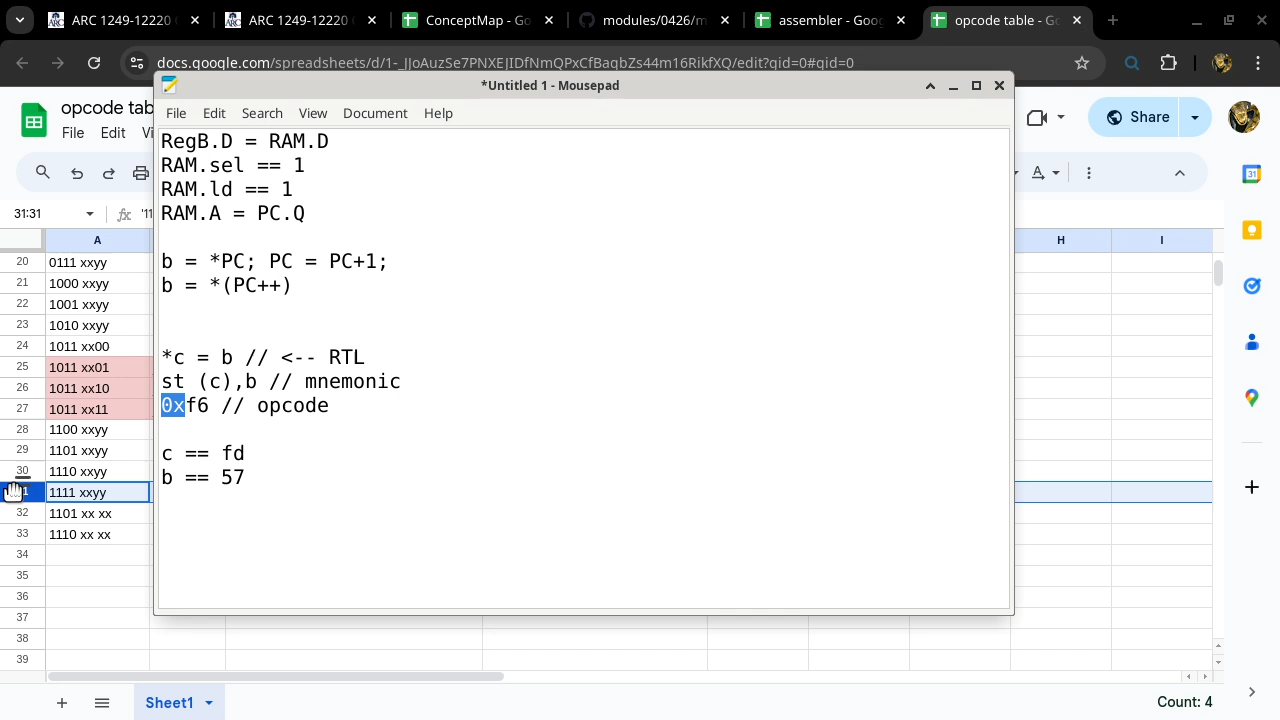 ARC 1249-12220
ARC 1249-12220
ConceptMap - Go
modules/0426/m
assembler - Goog
opcode table - Go
docs.google.com/spreadsheets/d/1-_JJoAuzSe7PNXEJIDfNmQPxCfBaqbZs44m16RikfXQ/edit?gid=0#gid=0
*Untitled 1 - Mousepad
File Edit Search View Document Help
opcode tab
File Edit Vi
Share
31:31
RegB.D = RAM.D
RAM.sel == 1
RAM.ld == 1
RAM.A = PC.Q
b = *PC; PC = PC+1;
b = *(PC++)
*c = b // <-- RTL
st (c),b // mnemonic
0xf6 // opcode
c == fd
b == 57
A H I
20 0111 xxyy
21 1000 xxyy
22 1001 xxyy
23 1010 xxyy
24 1011 xx00
25 1011 xx01
26 1011 xx10
27 1011 xx11
28 1100 xxyy
29 1101 xxyy
30 1110 xxyy
1111 xxyy
32 1101 xx xx
33 1110 xx xx
34
35
36
37
38
39
Sheet1
Count: 4